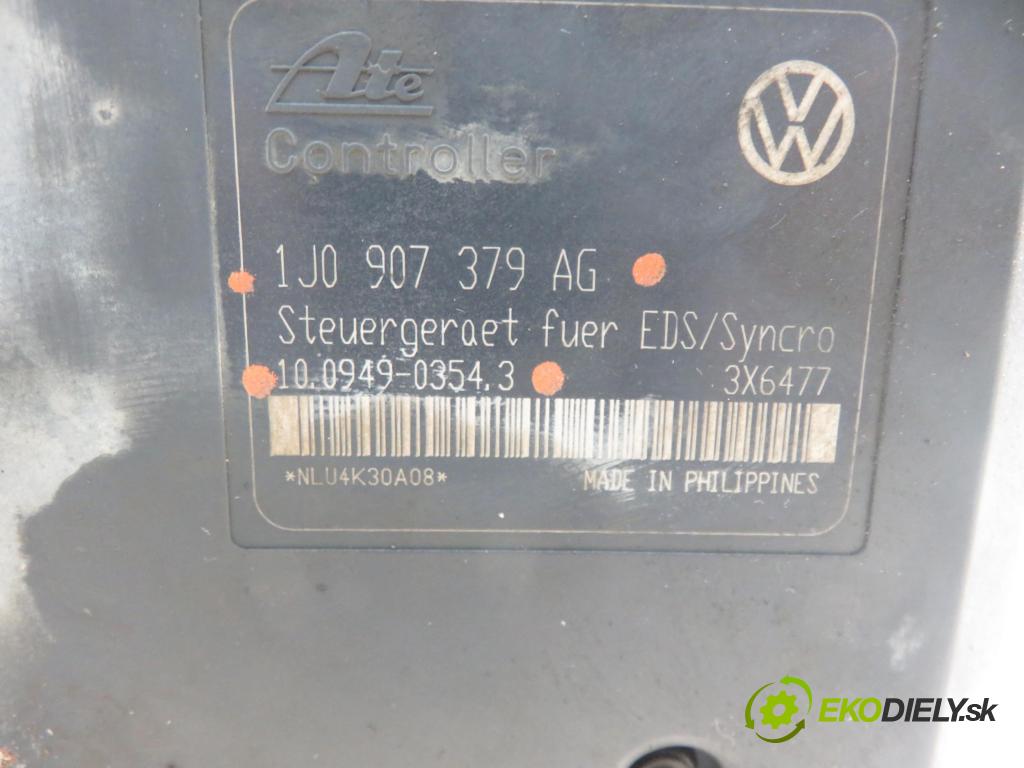 Ate
Controller
1J0 907 379 AG
Steuergeraet fuer EDS/Syncro
10.0949-0354.3 3X6477
*NLU4K30A08* MADE IN PHILIPPINES
EKODIELY.sk